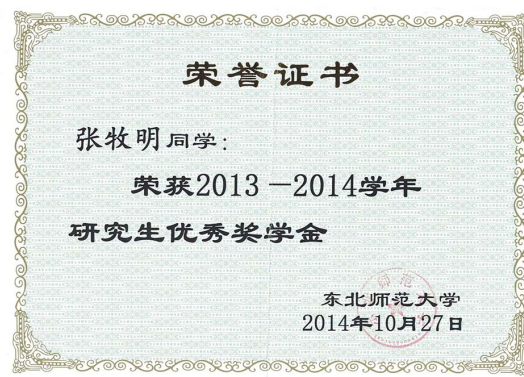 荣誉证书
张牧明同学：
荣获2013－2014学年
研究生优秀奖学金
东北师范大学
2014年10月27日